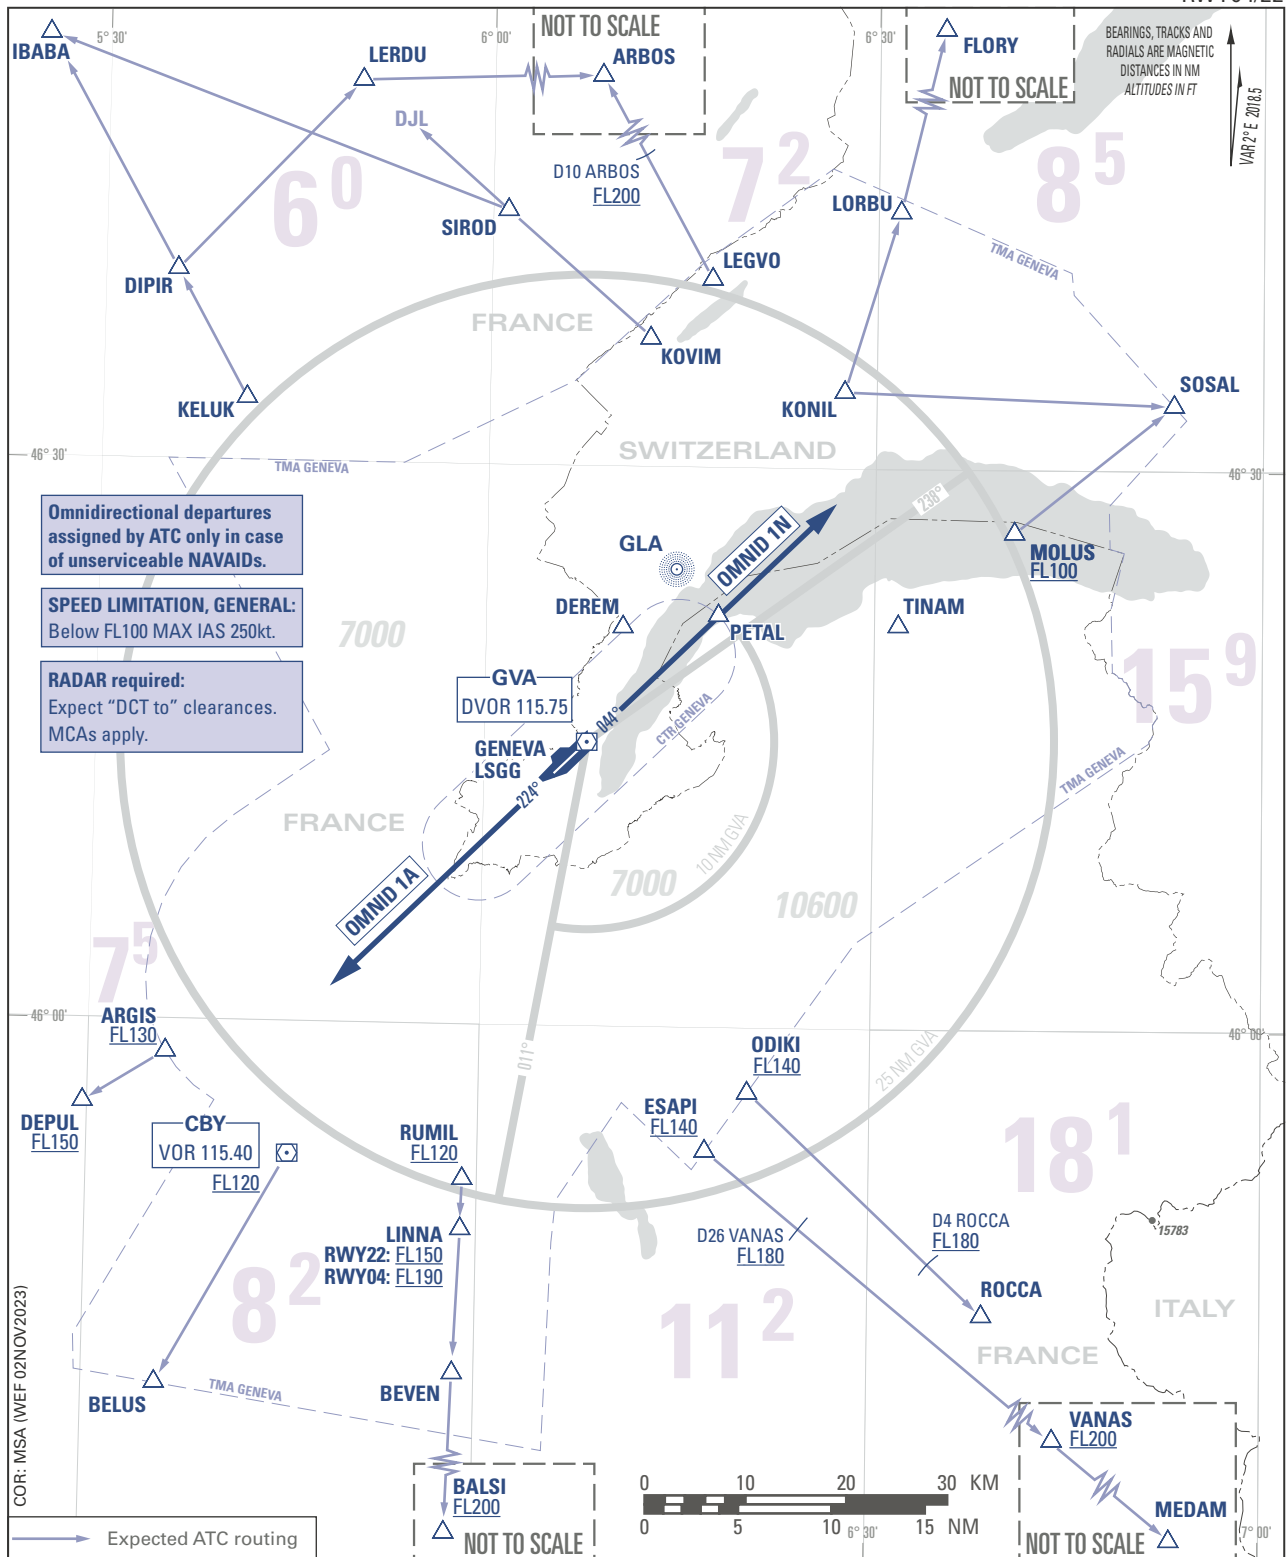 5° 30'
6° 00'
NOT TO SCALE
6° 30'
IBABA
LERDU
ARBOS
FLORY
NOT TO SCALE
BEARINGS, TRACKS AND
RADIALS ARE MAGNETIC
DISTANCES IN NM
ALTITUDES IN FT
VAR 2° E 2018.5
DJL
D10 ARBOS
FL200
6⁰
7²
8⁵
SIROD
LORBU
TMA GENEVA
DIPIR
LEGVO
FRANCE
KOVIM
KELUK
KONIL
SOSAL
46° 30'
TMA GENEVA
SWITZERLAND
46° 30'
238°
Omnidirectional departures
assigned by ATC only in case
of unserviceable NAVAIDs.
GLA
OMNID 1N
MOLUS
FL100
SPEED LIMITATION, GENERAL:
Below FL100 MAX IAS 250kt.
7000
DEREM
PETAL
TINAM
RADAR required:
Expect “DCT to” clearances.
MCAs apply.
GVA
DVOR 115.75
044°
CTR GENEVA
15⁹
GENEVA
LSGG
224°
TMA GENEVA
FRANCE
OMNID 1A
7000
10 NM GVA
10600
7⁵
ARGIS
FL130
46° 00'
46° 00'
011°
ODIKI
FL140
25 NM GVA
DEPUL
FL150
CBY
VOR 115.40
FL120
RUMIL
FL120
ESAPI
FL140
18¹
LINNA
RWY22: FL150
RWY04: FL190
D26 VANAS
FL180
D4 ROCCA
FL180
15783
8²
11²
ROCCA
ITALY
FRANCE
BELUS
TMA GENEVA
BEVEN
VANAS
FL200
COR: MSA (WEF 02NOV2023)
BALSI
FL200
NOT TO SCALE
0 10 20 30 KM
0 5 10 15 NM
6° 30'
MEDAM
NOT TO SCALE
7° 00'
Expected ATC routing